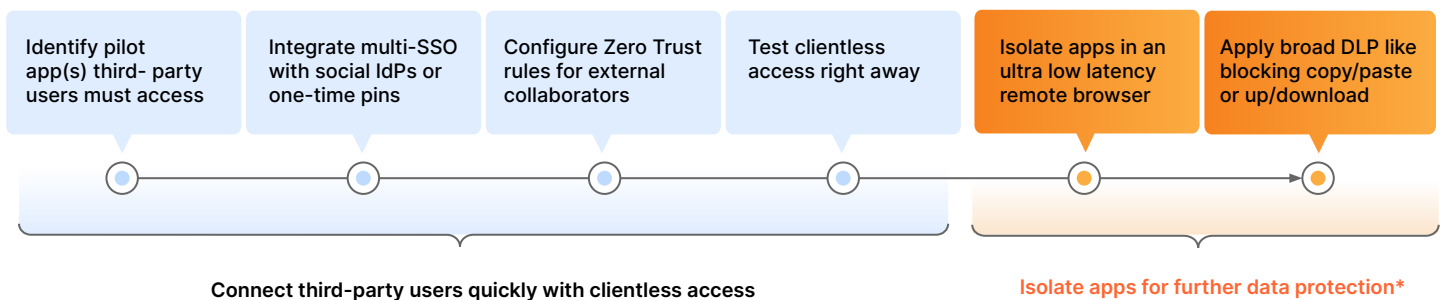 Identify pilot
app(s) third- party
users must access
Integrate multi-SSO
with social IdPs or
one-time pins
Configure Zero Trust
rules for external
collaborators
Test clientless
access right away
Isolate apps in an
ultra low latency
remote browser
Apply broad DLP like
blocking copy/paste
or up/download
Connect third-party users quickly with clientless access
Isolate apps for further data protection*